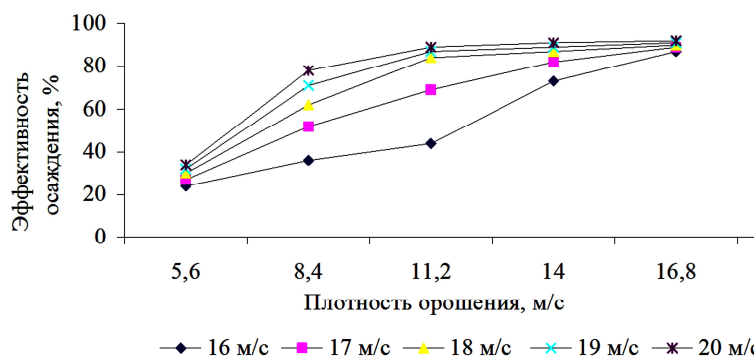 100
80
60
40
20
0
Эффективность
осаждения, %
5,6 8,4 11,2 14 16,8
Плотность орошения, м/с
16 м/с 17 м/с 18 м/с 19 м/с 20 м/с